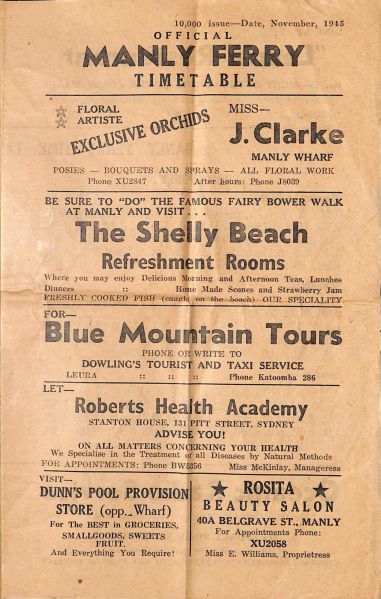 10,000 issue—Date, November, 1945
OFFICIAL
MANLY FERRY
TIMETABLE
FLORAL
ARTISTE
EXCLUSIVE ORCHIDS
MISS—
J. Clarke
MANLY WHARF
POSIES — BOUQUETS AND SPRAYS — ALL FLORAL WORK
Phone XU2847 After hours: Phone J8039
BE SURE TO "DO" THE FAMOUS FAIRY BOWER WALK
AT MANLY AND VISIT . . .
The Shelly Beach
Refreshment Rooms
Where you may enjoy Delicious Morning and Afternoon Teas, Lunches
Dinners :: Home Made Scones and Strawberry Jam
FRESHLY COOKED FISH (caught on the beach) OUR SPECIALITY
FOR—
Blue Mountain Tours
PHONE OR WRITE TO
DOWLING'S TOURIST AND TAXI SERVICE
LEURA :: :: :: Phone Katoomba 286
LET—
Roberts Health Academy
STANTON HOUSE, 131 PITT STREET, SYDNEY
ADVISE YOU!
ON ALL MATTERS CONCERNING YOUR HEALTH
We Specialise in the Treatment of all Diseases by Natural Methods
FOR APPOINTMENTS: Phone BW5356 Miss McKinlay, Manageress
VISIT—
DUNN'S POOL PROVISION
STORE (opp. Wharf)
For The BEST in GROCERIES,
SMALLGOODS, SWEETS
FRUIT.
And Everything You Require!
ROSITA
BEAUTY SALON
40A BELGRAVE ST., MANLY
For Appointments Phone:
XU2058
Miss E. Williams, Proprietress